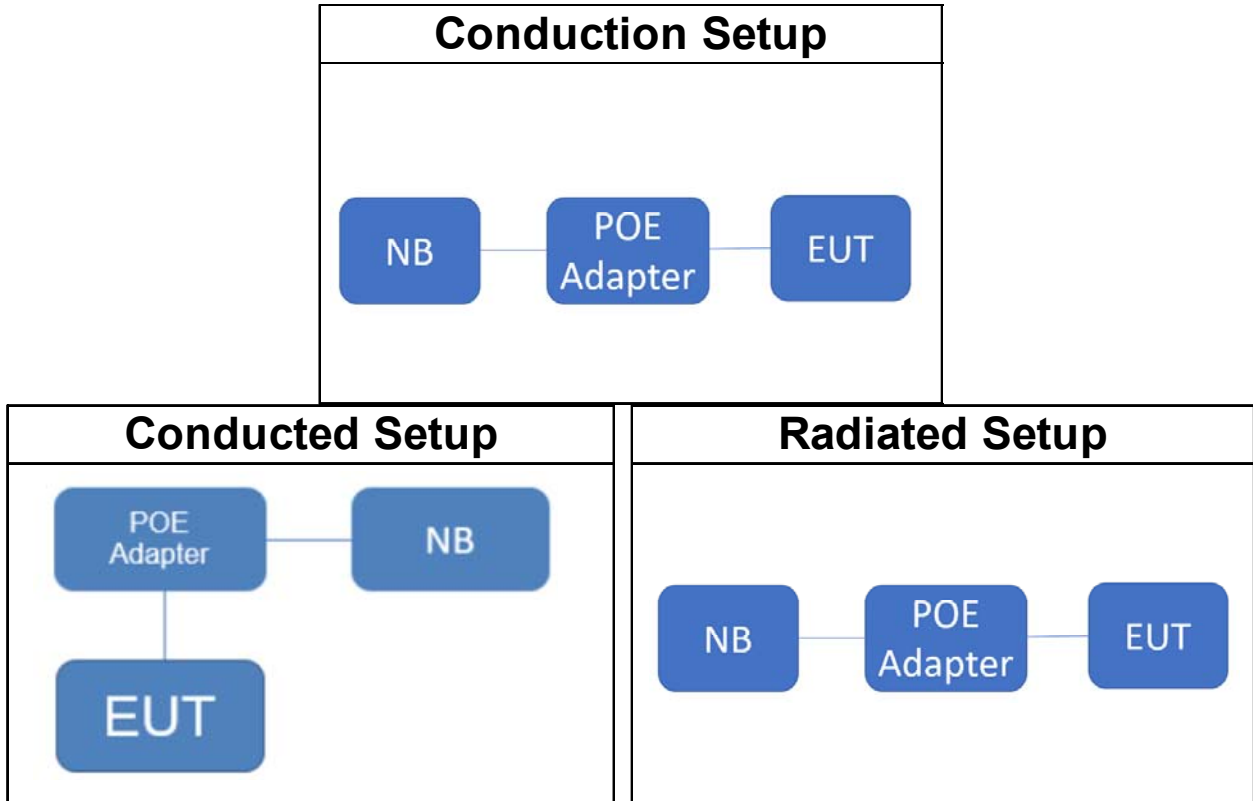 Conduction Setup
NB
POE
Adapter
EUT
Conducted Setup
POE
Adapter
NB
EUT
Radiated Setup
NB
POE
Adapter
EUT